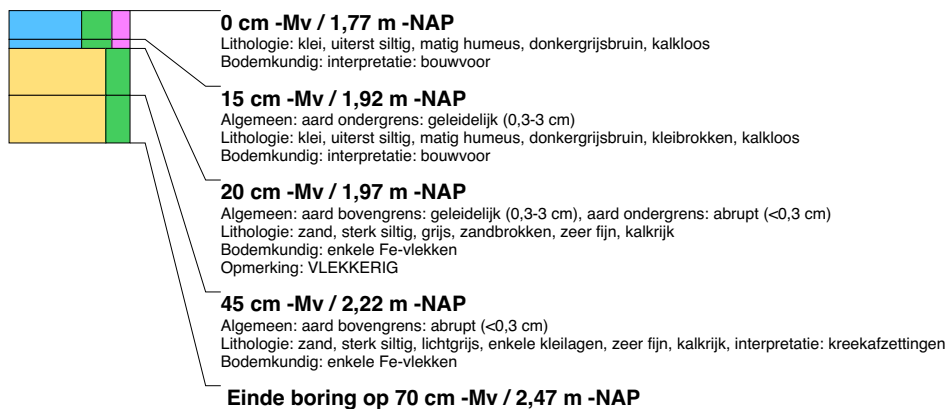 0 cm -Mv / 1,77 m -NAP
Lithologie: klei, uiterst siltig, matig humeus, donkergrijsbruin, kalkloos
Bodemkundig: interpretatie: bouwvoor
15 cm -Mv / 1,92 m -NAP
Algemeen: aard ondergrens: geleidelijk (0,3-3 cm)
Lithologie: klei, uiterst siltig, matig humeus, donkergrijsbruin, kleibrokken, kalkloos
Bodemkundig: interpretatie: bouwvoor
20 cm -Mv / 1,97 m -NAP
Algemeen: aard bovengrens: geleidelijk (0,3-3 cm), aard ondergrens: abrupt (<0,3 cm)
Lithologie: zand, sterk siltig, grijs, zandbrokken, zeer fijn, kalkrijk
Bodemkundig: enkele Fe-vlekken
Opmerking: VLEKKERIG
45 cm -Mv / 2,22 m -NAP
Algemeen: aard bovengrens: abrupt (<0,3 cm)
Lithologie: zand, sterk siltig, lichtgrijs, enkele kleilagen, zeer fijn, kalkrijk, interpretatie: kreekafzettingen
Bodemkundig: enkele Fe-vlekken
Einde boring op 70 cm -Mv / 2,47 m -NAP